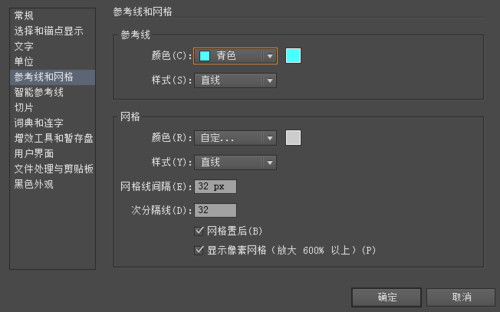 常规
选择和锚点显示
文字
单位
参考线和网格
智能参考线
切片
词典和连字
增效工具和暂存盘
用户界面
文件处理与剪贴板
黑色外观
参考线和网格
参考线
颜色(C): 青色
样式(S): 直线
网格
颜色(R): 自定...
样式(Y): 直线
网格线间隔(E): 32 px
次分隔线(D): 32
网格置后(B)
显示像素网格（放大 600% 以上）(P)
确定 取消